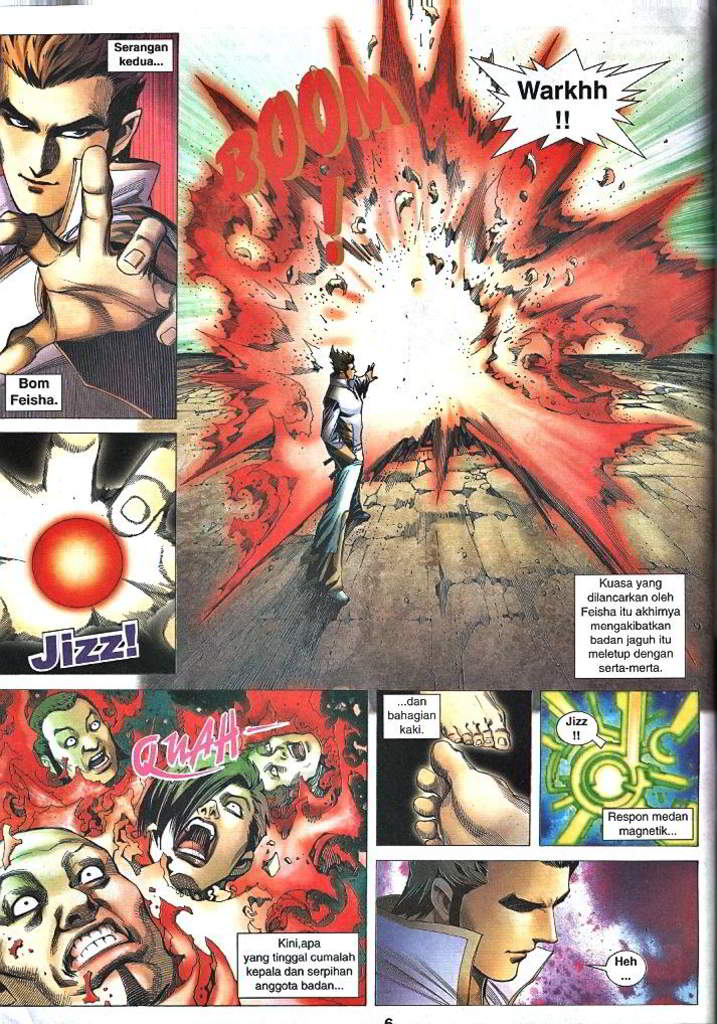 Serangan
kedua...
BOOM
!
Warkhh
!!
Bom
Feisha.
Jizz!
Kuasa yang
dilancarkan oleh
Feisha itu akhirnya
mengakibatkan
badan jaguh itu
meletup dengan
serta-merta.
QUAH
Kini,apa
yang tinggal cumalah
kepala dan serpihan
anggota badan...
...dan
bahagian
kaki.
Jizz
!!
Respon medan
magnetik...
Heh
...
6